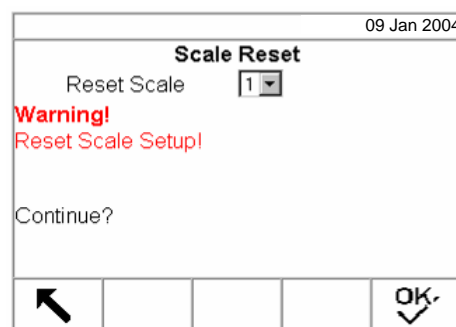 09 Jan 2004
Scale Reset
Reset Scale 1
Warning!
Reset Scale Setup!
Continue?
OK